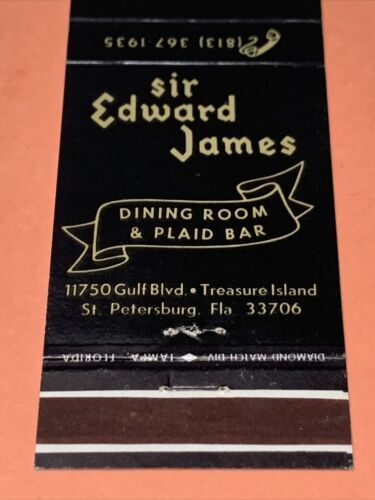 (813) 367-1935
sir
Edward
James
DINING ROOM
& PLAID BAR
11750 Gulf Blvd. • Treasure Island
St. Petersburg, Fla 33706
DIAMOND MATCH DIV. ◆ TAMPA, FLORIDA